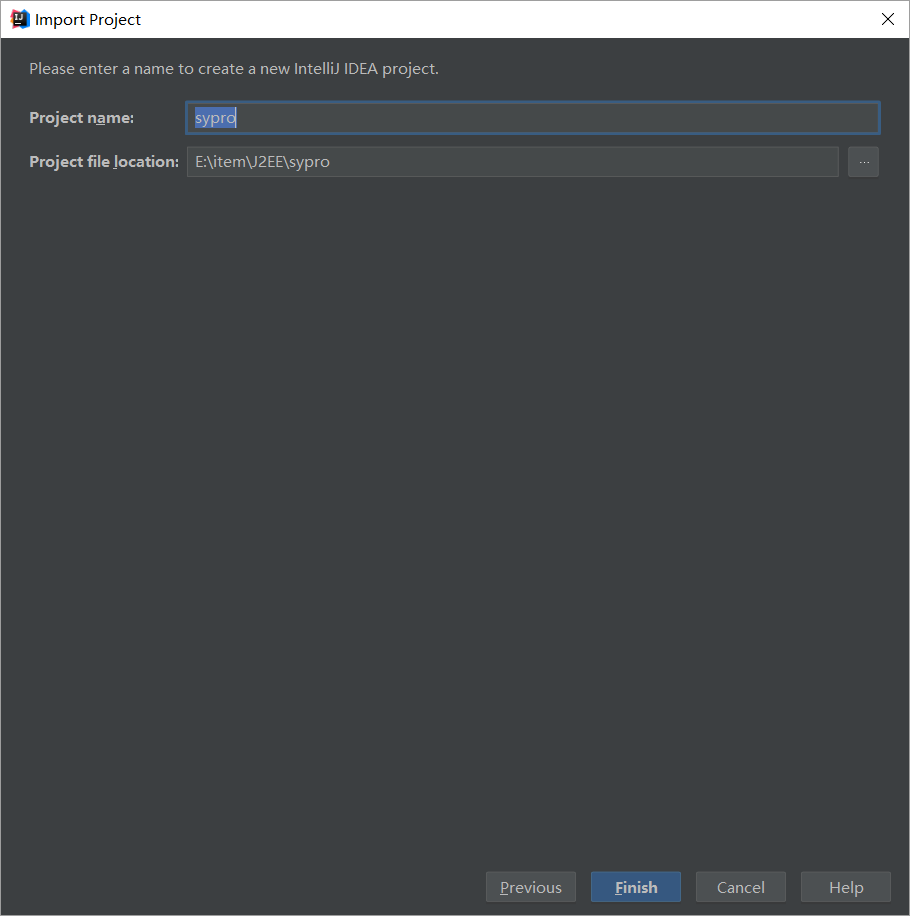 Import Project
Please enter a name to create a new IntelliJ IDEA project.
Project name: sypro
Project file location: E:\item\J2EE\sypro ...
Previous Finish Cancel Help